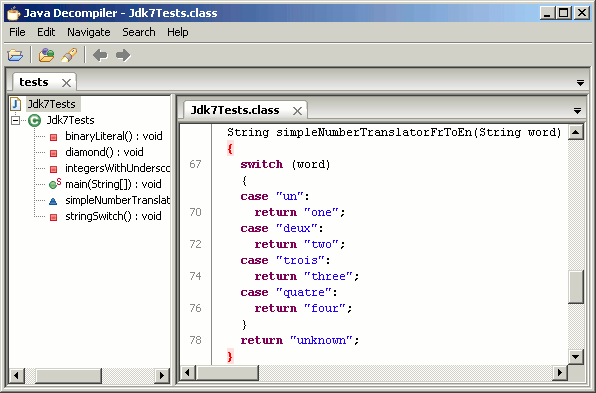 Java Decompiler - Jdk7Tests.class
File Edit Navigate Search Help
tests
Jdk7Tests
Jdk7Tests
binaryLiteral() : void
diamond() : void
integersWithUndersco
main(String[]) : void
simpleNumberTranslat
stringSwitch() : void
Jdk7Tests.class
String simpleNumberTranslatorFrToEn(String word)
{
67 switch (word)
{
case "un":
70 return "one";
case "deux":
72 return "two";
case "trois":
74 return "three";
case "quatre":
76 return "four";
}
78 return "unknown";
}